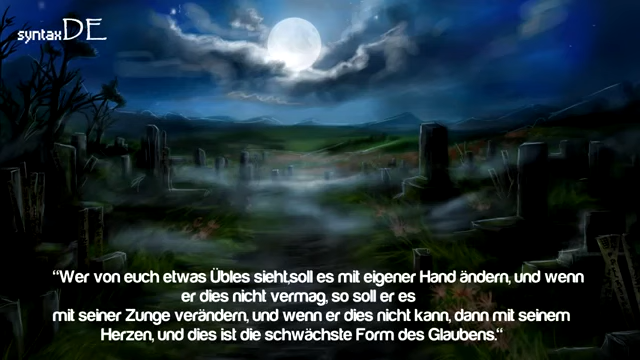 syntaxDE
“Wer von euch etwas Übles sieht,soll es mit eigener Hand ändern, und wenn
er dies nicht vermag, so soll er es
mit seiner Zunge verändern, und wenn er dies nicht kann, dann mit seinem
Herzen, und dies ist die schwächste Form des Glaubens.“